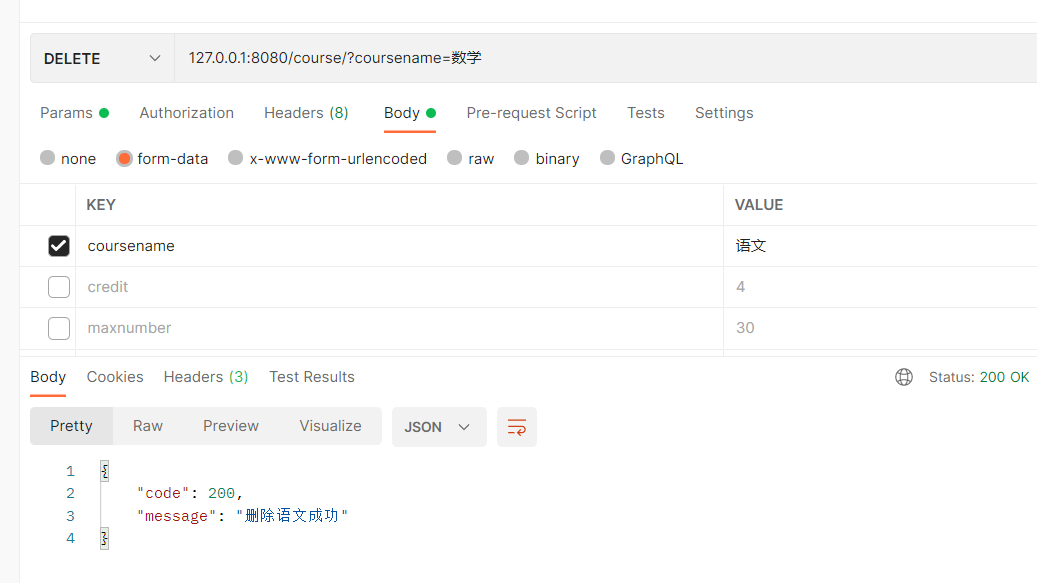 DELETE 127.0.0.1:8080/course/?coursename=数学
Params Authorization Headers (8) Body Pre-request Script Tests Settings
none form-data x-www-form-urlencoded raw binary GraphQL
KEY VALUE
coursename 语文
credit 4
maxnumber 30
Body Cookies Headers (3) Test Results Status: 200 OK
Pretty Raw Preview Visualize JSON
1 {
2 "code": 200,
3 "message": "删除语文成功"
4 }